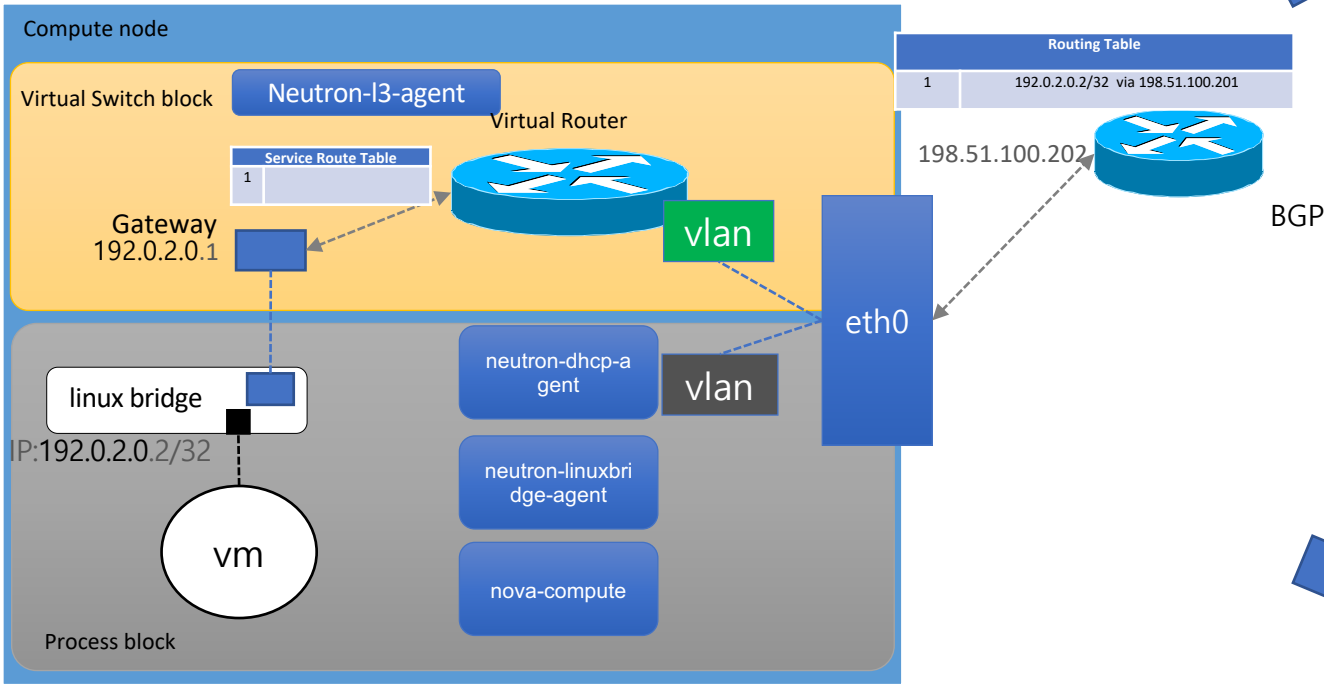 Compute node
Routing Table
1 192.0.2.0.2/32 via 198.51.100.201
Virtual Switch block
Neutron-l3-agent
Virtual Router
Service Route Table
1
198.51.100.202
BGP
Gateway
192.0.2.0.1
vlan
eth0
linux bridge
IP:192.0.2.0.2/32
vm
neutron-dhcp-a
gent
vlan
neutron-linuxbri
dge-agent
nova-compute
Process block